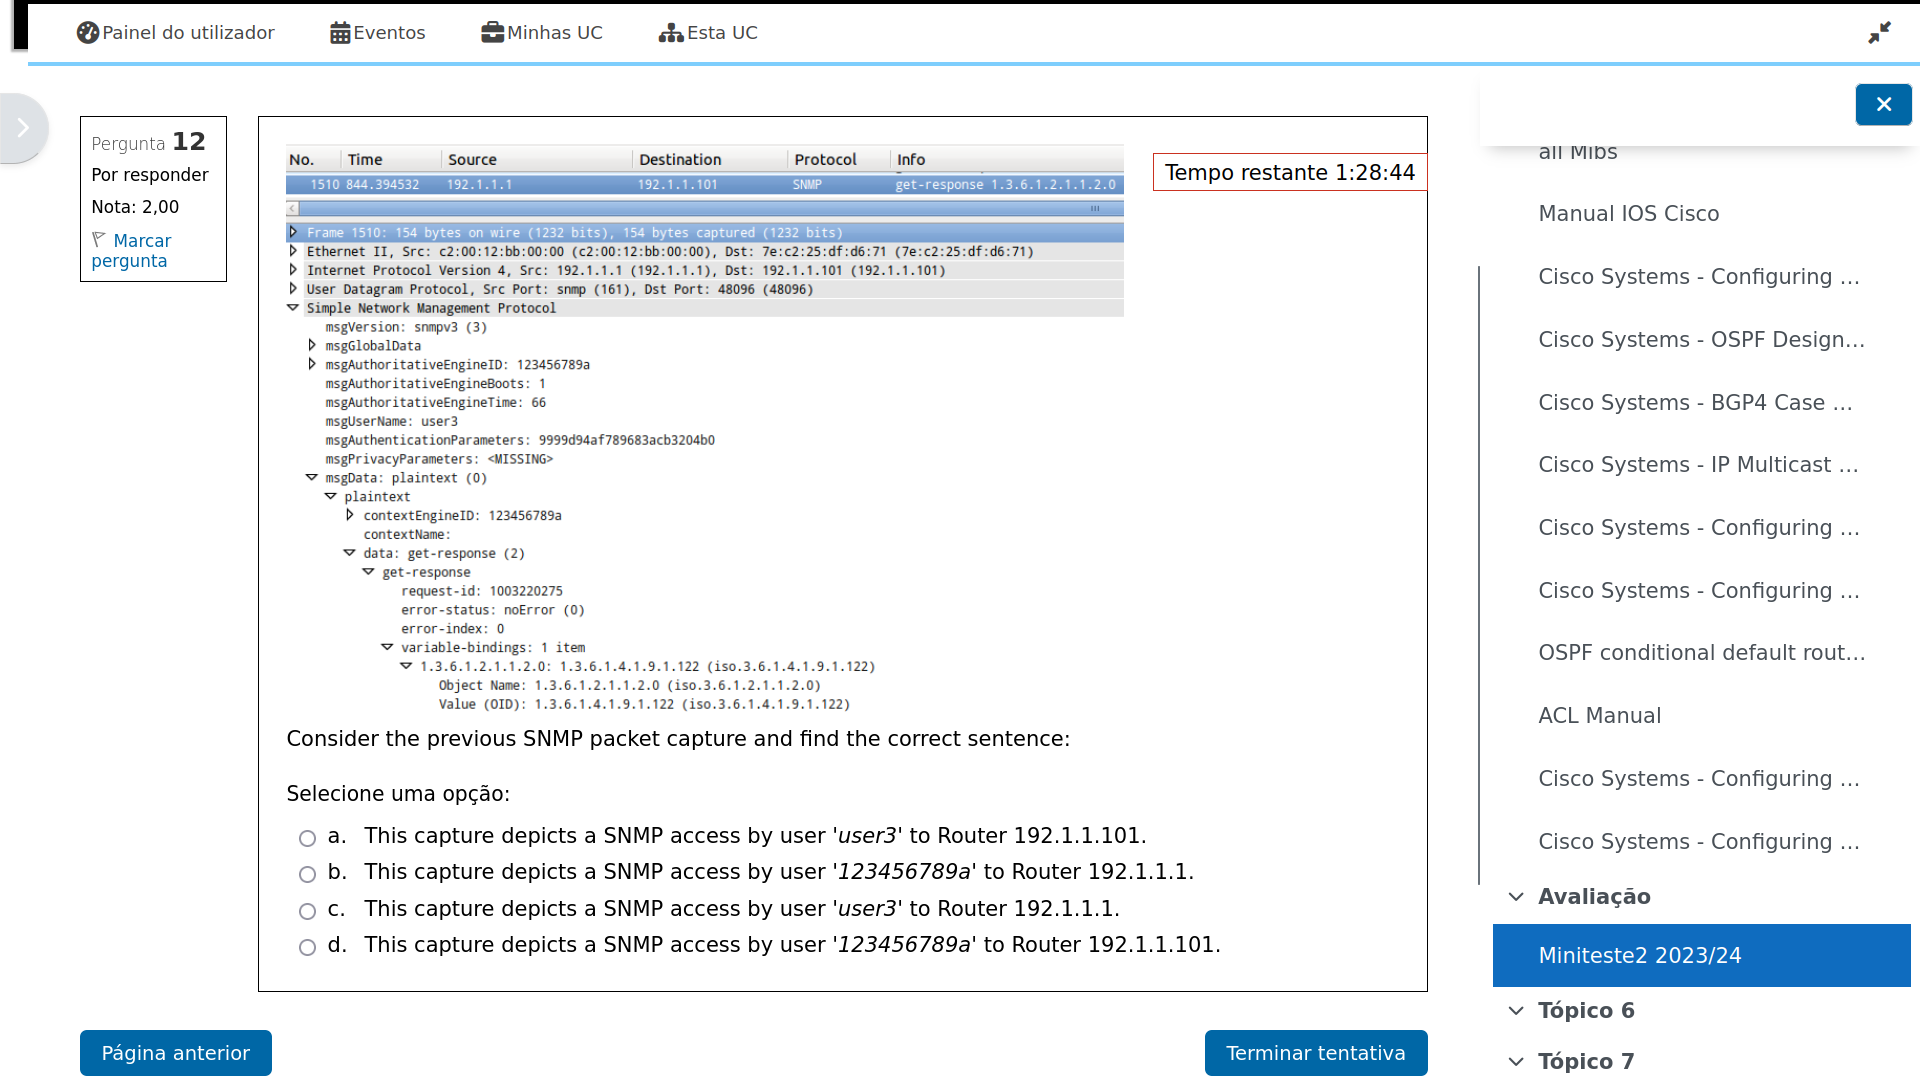 Painel do utilizador Eventos Minhas UC Esta UC
Pergunta 12
Por responder
Nota: 2,00
Marcar
pergunta
No. Time Source Destination Protocol Info
1510 844.394532 192.1.1.1 192.1.1.101 SNMP get-response 1.3.6.1.2.1.1.2.0
Frame 1510: 154 bytes on wire (1232 bits), 154 bytes captured (1232 bits)
Ethernet II, Src: c2:00:12:bb:00:00 (c2:00:12:bb:00:00), Dst: 7e:c2:25:df:d6:71 (7e:c2:25:df:d6:71)
Internet Protocol Version 4, Src: 192.1.1.1 (192.1.1.1), Dst: 192.1.1.101 (192.1.1.101)
User Datagram Protocol, Src Port: snmp (161), Dst Port: 48096 (48096)
Simple Network Management Protocol
msgVersion: snmpv3 (3)
msgGlobalData
msgAuthoritativeEngineID: 123456789a
msgAuthoritativeEngineBoots: 1
msgAuthoritativeEngineTime: 66
msgUserName: user3
msgAuthenticationParameters: 9999d94af789683acb3204b0
msgPrivacyParameters: <MISSING>
msgData: plaintext (0)
plaintext
contextEngineID: 123456789a
contextName:
data: get-response (2)
get-response
request-id: 1003220275
error-status: noError (0)
error-index: 0
variable-bindings: 1 item
1.3.6.1.2.1.1.2.0: 1.3.6.1.4.1.9.1.122 (iso.3.6.1.4.1.9.1.122)
Object Name: 1.3.6.1.2.1.1.2.0 (iso.3.6.1.2.1.1.2.0)
Value (OID): 1.3.6.1.4.1.9.1.122 (iso.3.6.1.4.1.9.1.122)
Tempo restante 1:28:44
Consider the previous SNMP packet capture and find the correct sentence:
Selecione uma opção:
a. This capture depicts a SNMP access by user 'user3' to Router 192.1.1.101.
b. This capture depicts a SNMP access by user '123456789a' to Router 192.1.1.1.
c. This capture depicts a SNMP access by user 'user3' to Router 192.1.1.1.
d. This capture depicts a SNMP access by user '123456789a' to Router 192.1.1.101.
Página anterior
Terminar tentativa
all Mibs
Manual IOS Cisco
Cisco Systems - Configuring ...
Cisco Systems - OSPF Design...
Cisco Systems - BGP4 Case ...
Cisco Systems - IP Multicast ...
Cisco Systems - Configuring ...
Cisco Systems - Configuring ...
OSPF conditional default rout...
ACL Manual
Cisco Systems - Configuring ...
Cisco Systems - Configuring ...
Avaliação
Miniteste2 2023/24
Tópico 6
Tópico 7